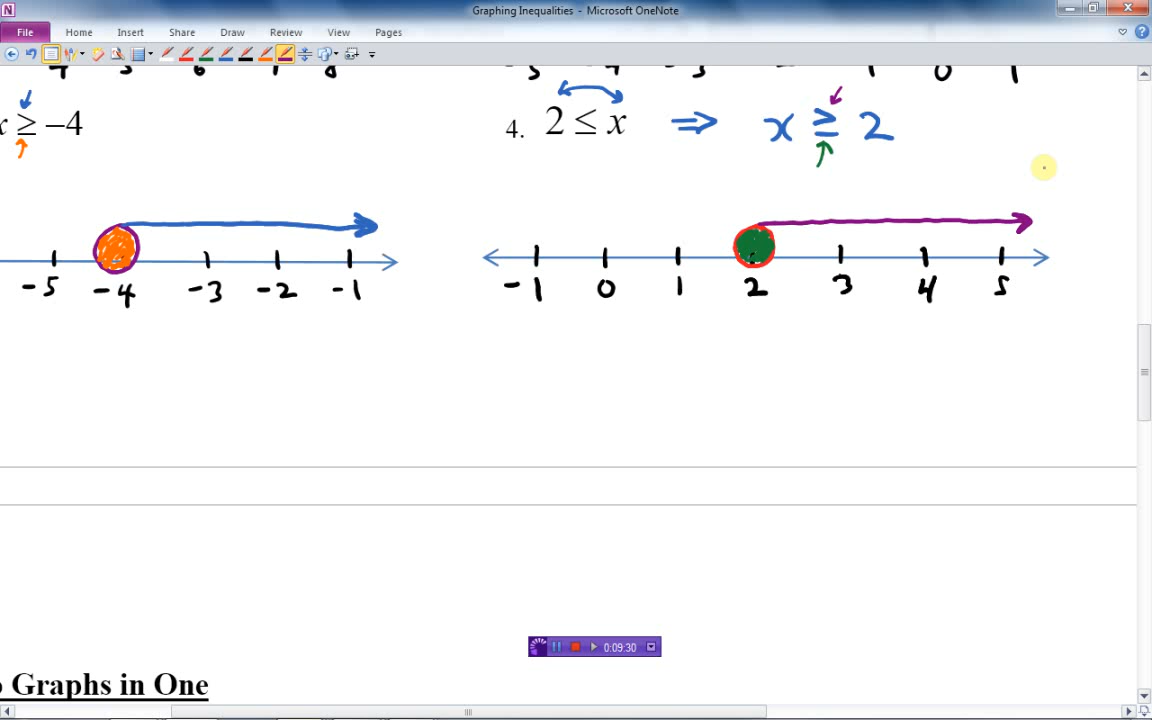 Graphing Inequalities - Microsoft OneNote
File Home Insert Draw Review View Pages
x ≥ –4
4. 2 ≤ x ⇒ x ≥ 2
-5 -4 -3 -2 -1
-1 0 1 2 3 4 5
0:09:30
Graphs in One